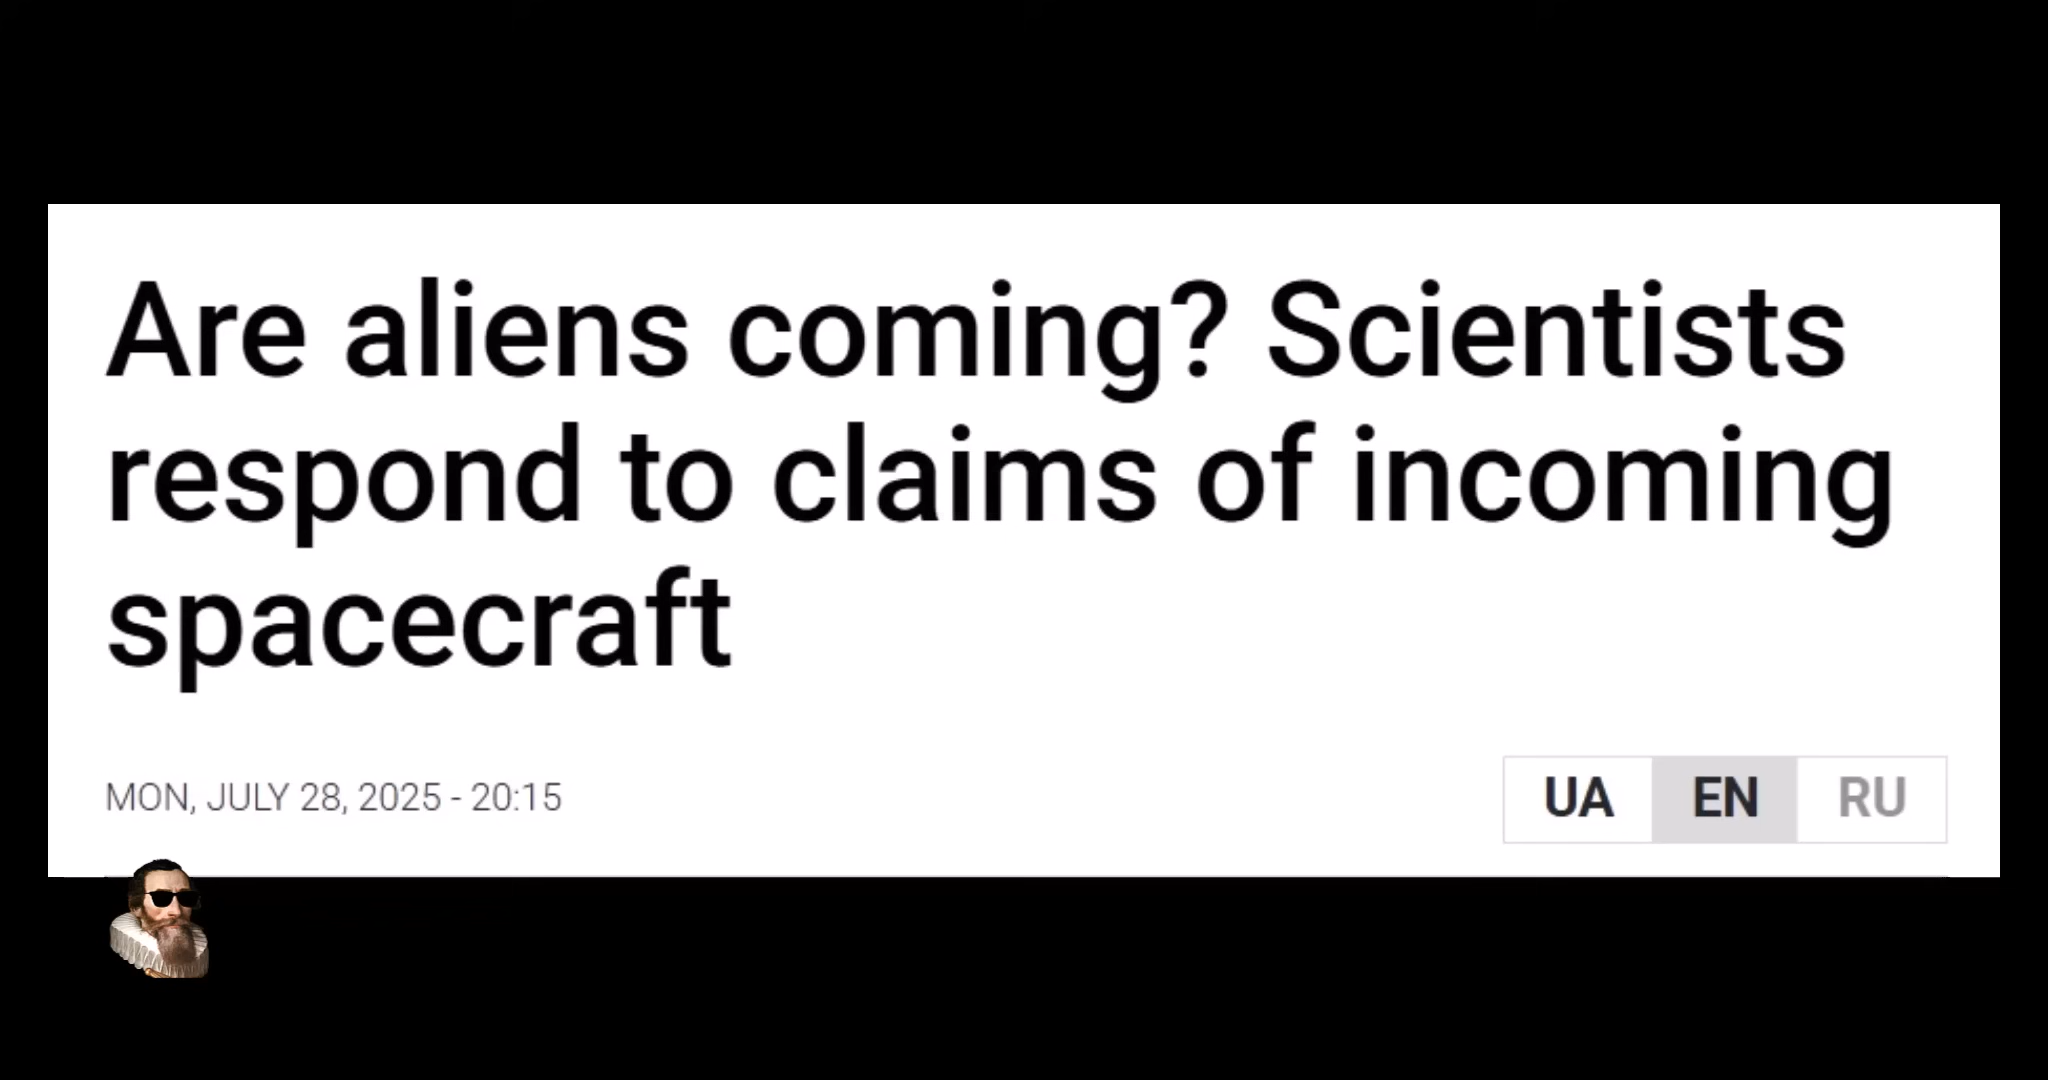 Are aliens coming? Scientists
respond to claims of incoming
spacecraft
MON, JULY 28, 2025 - 20:15
UA EN RU